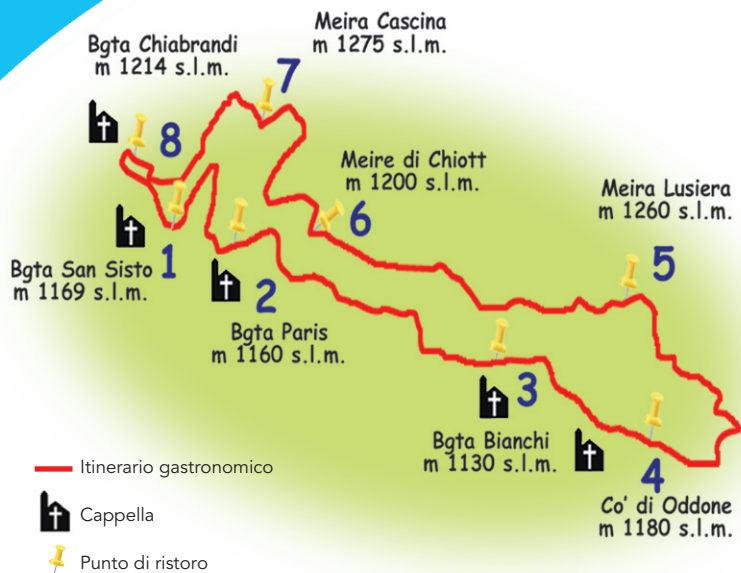 Meira Cascina
m 1275 s.l.m.
7
Bgta Chiabrandi
m 1214 s.l.m.
8
Meire di Chiott
m 1200 s.l.m.
6
Meira Lusiera
m 1260 s.l.m.
5
Bgta San Sisto
m 1169 s.l.m.
1
2
Bgta Paris
m 1160 s.l.m.
3
Bgta Bianchi
m 1130 s.l.m.
4
Co' di Oddone
m 1180 s.l.m.
Itinerario gastronomico
Cappella
Punto di ristoro